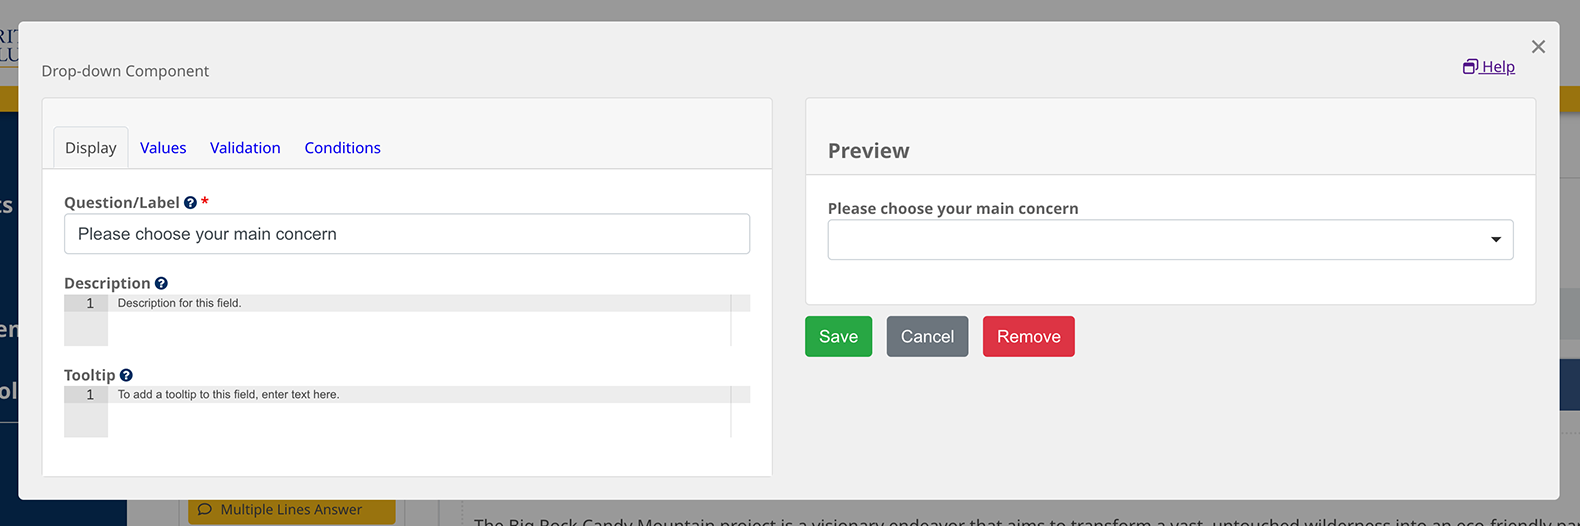 Drop-down Component
Help
Display Values Validation Conditions
Question/Label *
Please choose your main concern
Description
1 Description for this field.
Tooltip
1 To add a tooltip to this field, enter text here.
Preview
Please choose your main concern
Save Cancel Remove
Multiple Lines Answer
The Big Rock Candy Mountain project is a visionary endeavor that aims to transform a vast, untouched wilderness into an eco-friendly